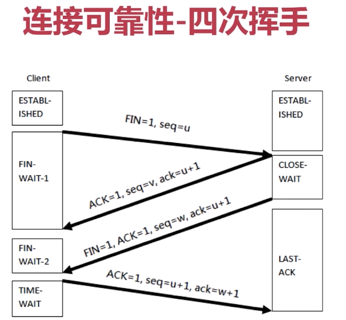 连接可靠性-四次挥手
Client
Server
ESTABL-
ISHED
ESTABL-
ISHED
FIN=1, seq=u
FIN-
WAIT-1
CLOSE-
WAIT
ACK=1, seq=v, ack=u+1
FIN=1, ACK=1, seq=w, ack=u+1
FIN-
WAIT-2
LAST-
ACK
TIME-
WAIT
ACK=1, seq=u+1, ack=w+1